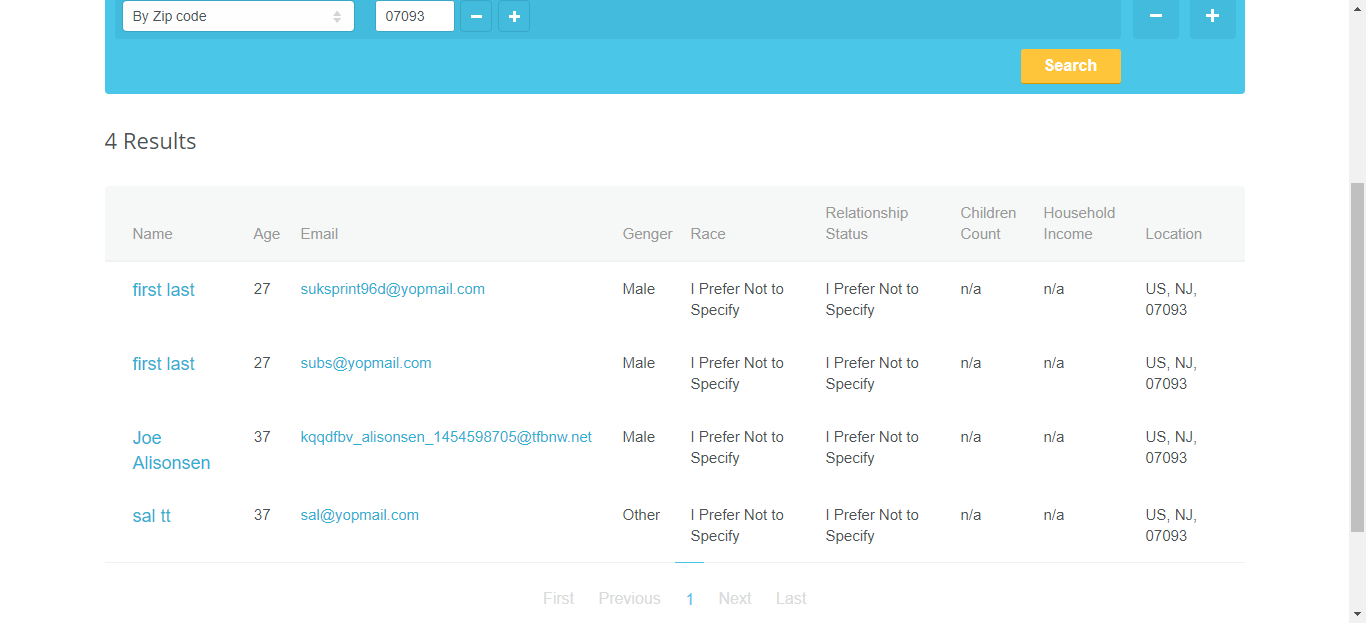 By Zip code 07093 − + − +
Search
4 Results
Relationship Children Household
Name Age Email Genger Race Status Count Income Location
first last 27 suksprint96d@yopmail.com Male I Prefer Not to I Prefer Not to n/a n/a US, NJ,
Specify Specify 07093
first last 27 subs@yopmail.com Male I Prefer Not to I Prefer Not to n/a n/a US, NJ,
Specify Specify 07093
Joe 37 kqqdfbv_alisonsen_1454598705@tfbnw.net Male I Prefer Not to I Prefer Not to n/a n/a US, NJ,
Alisonsen Specify Specify 07093
sal tt 37 sal@yopmail.com Other I Prefer Not to I Prefer Not to n/a n/a US, NJ,
Specify Specify 07093
First Previous 1 Next Last